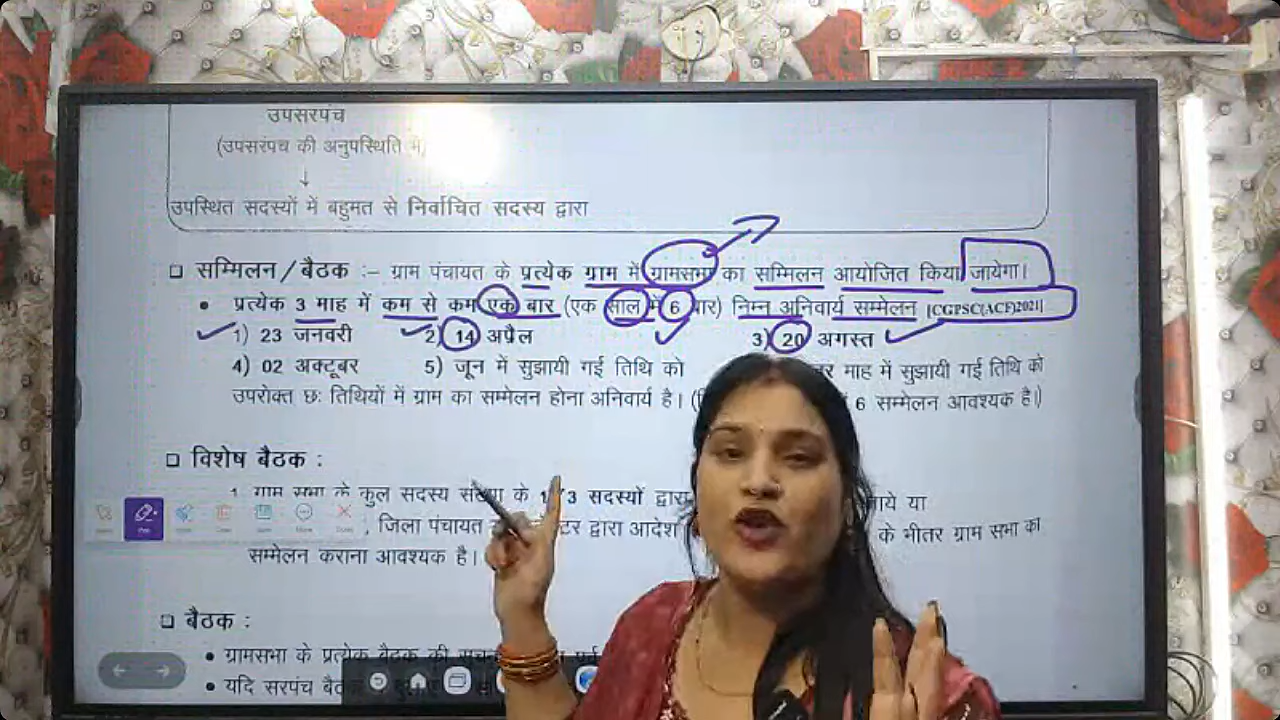 उपसरपंच
(उपसरंपच की अनुपस्थिति में)
↓
उपस्थित सदस्यों में बहुमत से निर्वाचित सदस्य द्वारा
❑ सम्मिलन/बैठक :– ग्राम पंचायत के प्रत्येक ग्राम में ग्रामसभा का सम्मिलन आयोजित किया जायेगा।
• प्रत्येक 3 माह में कम से कम एक बार (एक साल में 6 बार) निम्न अनिवार्य सम्मेलन [CGPSC(ACF)2021]
1) 23 जनवरी 2) 14 अप्रैल 3) 20 अगस्त
4) 02 अक्टूबर 5) जून में सुझायी गई तिथि को माह में सुझायी गई तिथि को
उपरोक्त छः तिथियों में ग्राम का सम्मेलन होना अनिवार्य है। 6 सम्मेलन आवश्यक है।)
❑ विशेष बैठक :
1. ग्राम सभा के कुल सदस्य संख्या के 1/3 सदस्यों द्वारा जाये या
, जिला पंचायत द्वारा आदेश के भीतर ग्राम सभा का
सम्मेलन कराना आवश्यक है।
❑ बैठक :
• ग्रामसभा के प्रत्येक बैठक की
• यदि सरपंच